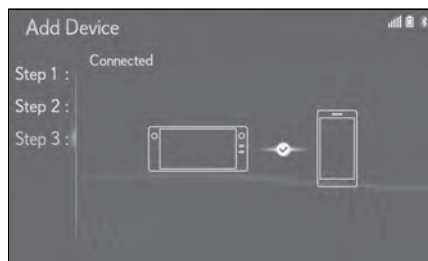 Add Device
Connected
Step 1 :
Step 2 :
Step 3 :